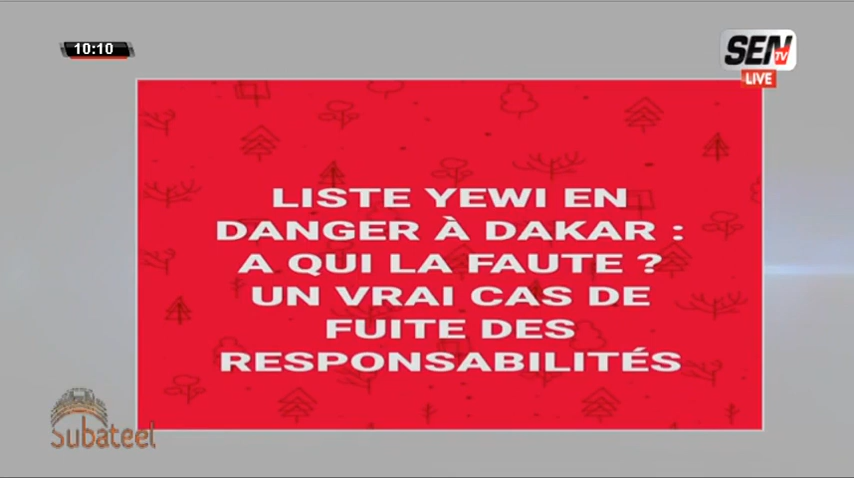 10:10
SEN
TV
LIVE
LISTE YEWI EN
DANGER À DAKAR :
A QUI LA FAUTE ?
UN VRAI CAS DE
FUITE DES
RESPONSABILITÉS
Subateel